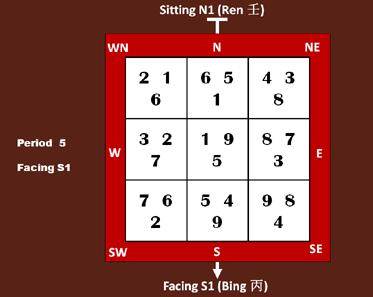 Sitting N1 (Ren 壬)
WN N NE
2 1 6 5 4 3
6 1 8
Period 5
3 2 1 9 8 7
W 7 5 3 E
Facing S1
7 6 5 4 9 8
2 9 4
SW S SE
Facing S1 (Bing 丙)